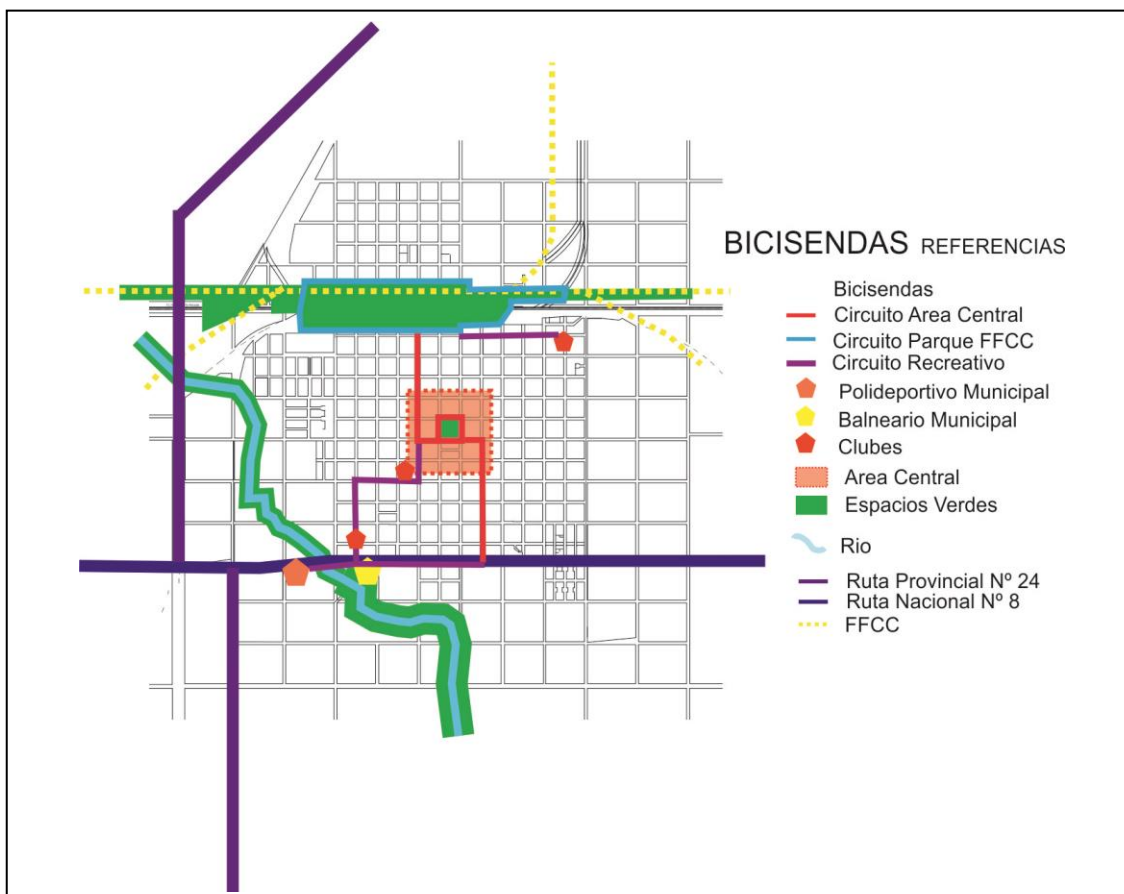 BICISENDAS REFERENCIAS
Bicisendas
Circuito Area Central
Circuito Parque FFCC
Circuito Recreativo
Polideportivo Municipal
Balneario Municipal
Clubes
Area Central
Espacios Verdes
Rio
Ruta Provincial Nº 24
Ruta Nacional Nº 8
FFCC